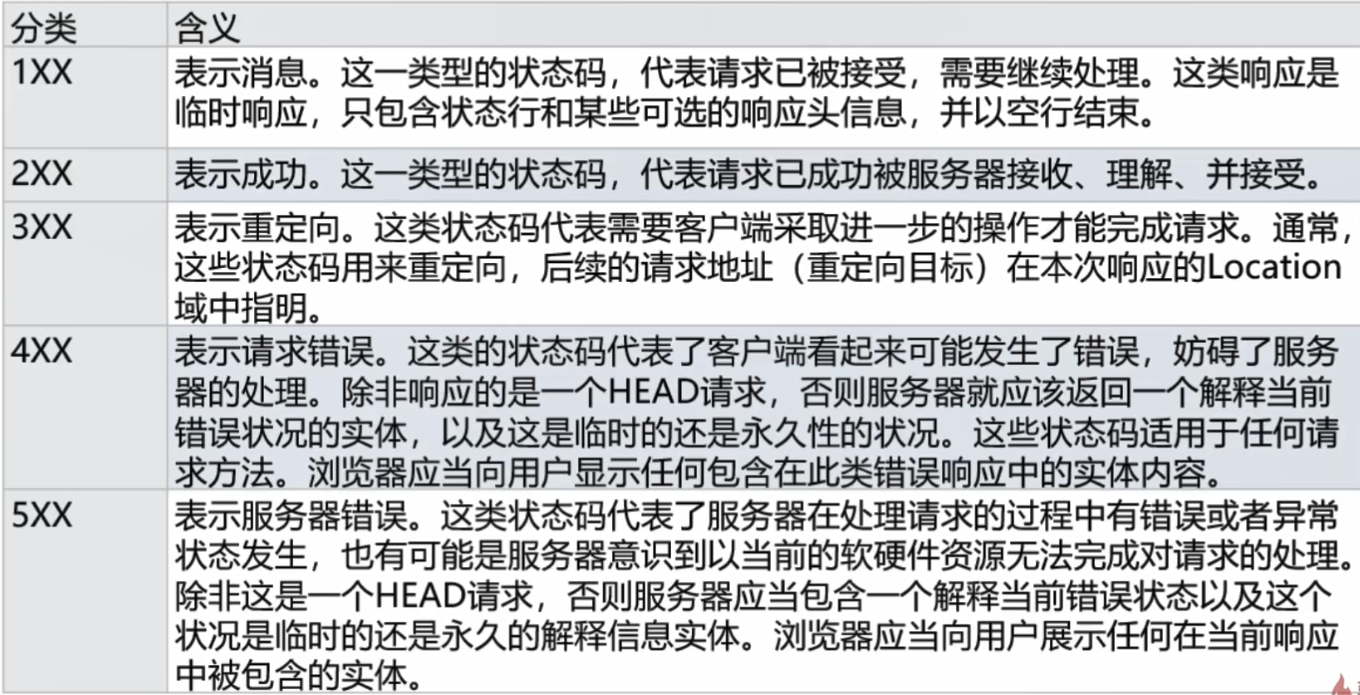 分类 含义
1XX 表示消息。这一类型的状态码，代表请求已被接受，需要继续处理。这类响应是
临时响应，只包含状态行和某些可选的响应头信息，并以空行结束。
2XX 表示成功。这一类型的状态码，代表请求已成功被服务器接收、理解、并接受。
3XX 表示重定向。这类状态码代表需要客户端采取进一步的操作才能完成请求。通常，
这些状态码用来重定向，后续的请求地址（重定向目标）在本次响应的Location
域中指明。
4XX 表示请求错误。这类的状态码代表了客户端看起来可能发生了错误，妨碍了服务
器的处理。除非响应的是一个HEAD请求，否则服务器就应该返回一个解释当前
错误状况的实体，以及这是临时的还是永久性的状况。这些状态码适用于任何请
求方法。浏览器应当向用户显示任何包含在此类错误响应中的实体内容。
5XX 表示服务器错误。这类状态码代表了服务器在处理请求的过程中有错误或者异常
状态发生，也有可能是服务器意识到以当前的软硬件资源无法完成对请求的处理。
除非这是一个HEAD请求，否则服务器应当包含一个解释当前错误状态以及这个
状况是临时的还是永久的解释信息实体。浏览器应当向用户展示任何在当前响应
中被包含的实体。